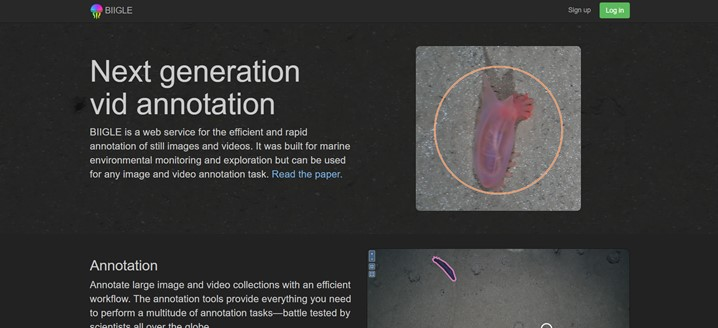 BIIGLE
Sign up
Log in
Next generation
vid annotation
BIIGLE is a web service for the efficient and rapid
annotation of still images and videos. It was built for marine
environmental monitoring and exploration but can be used
for any image and video annotation task. Read the paper.
Annotation
Annotate large image and video collections with an efficient
workflow. The annotation tools provide everything you need
to perform a multitude of annotation tasks—battle tested by
scientists all over the globe.